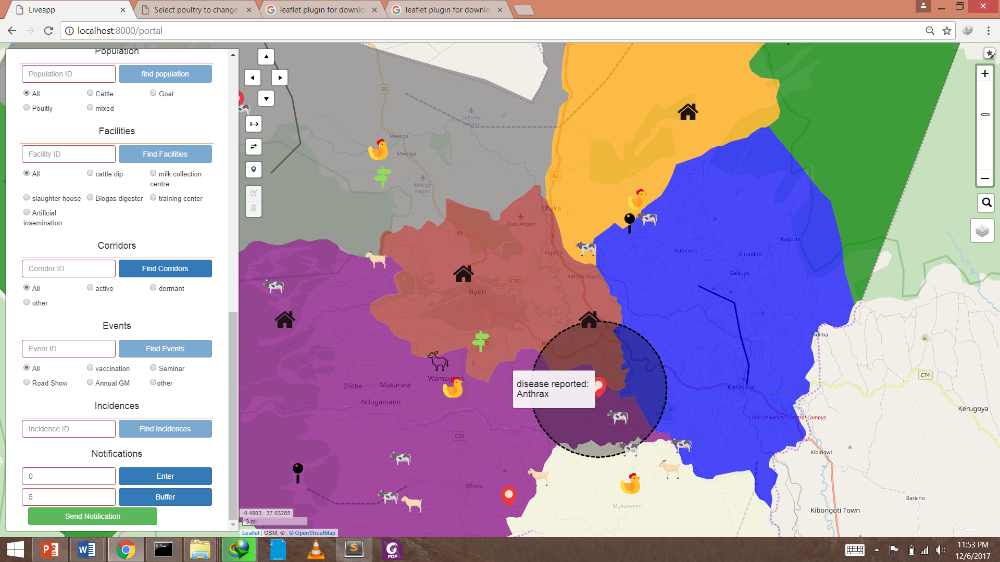 Liveapp
Select poultry to change
leaflet plugin for downlo
leaflet plugin for downlo
localhost:8000/portal
Population
Population ID
find population
All
Cattle
Goat
Poultly
mixed
Facilities
Facility ID
Find Facilities
All
cattle dip
milk collection
centre
slaughter house
Biogas digester
training center
Artificial
insemination
Corridors
Corridor ID
Find Corridors
All
active
dormant
other
Events
Event ID
Find Events
All
vaccination
Seminar
Road Show
Annual GM
other
Incidences
Incidence ID
Find Incidences
Notifications
0
Enter
5
Buffer
Send Notification
+
−
B5
Laburra
Airport
Mweiga
Mweiga
Mweiga
Airport
A2
Chaka
Nyeri Airport
B5
Kiganjo
Kagochi
Kabiruini
Gitunduti
Gaikuyu
Kiricho Town
C75
Nyeri
A2
Ndima
Wamagana
Ihithe
Mukarara
Ndugamano
disease reported:
Anthrax
C74
Karatina
Moi University - Central Campus
Kerugoya
C70
Kibirigwi
Othaya
Mukurweini
Baricho
Kibongoti Town
-0.4803 : 37.03285
3 mi
Leaflet | OSM, © , © OpenStreetMap
PDF
11:53 PM
12/6/2017